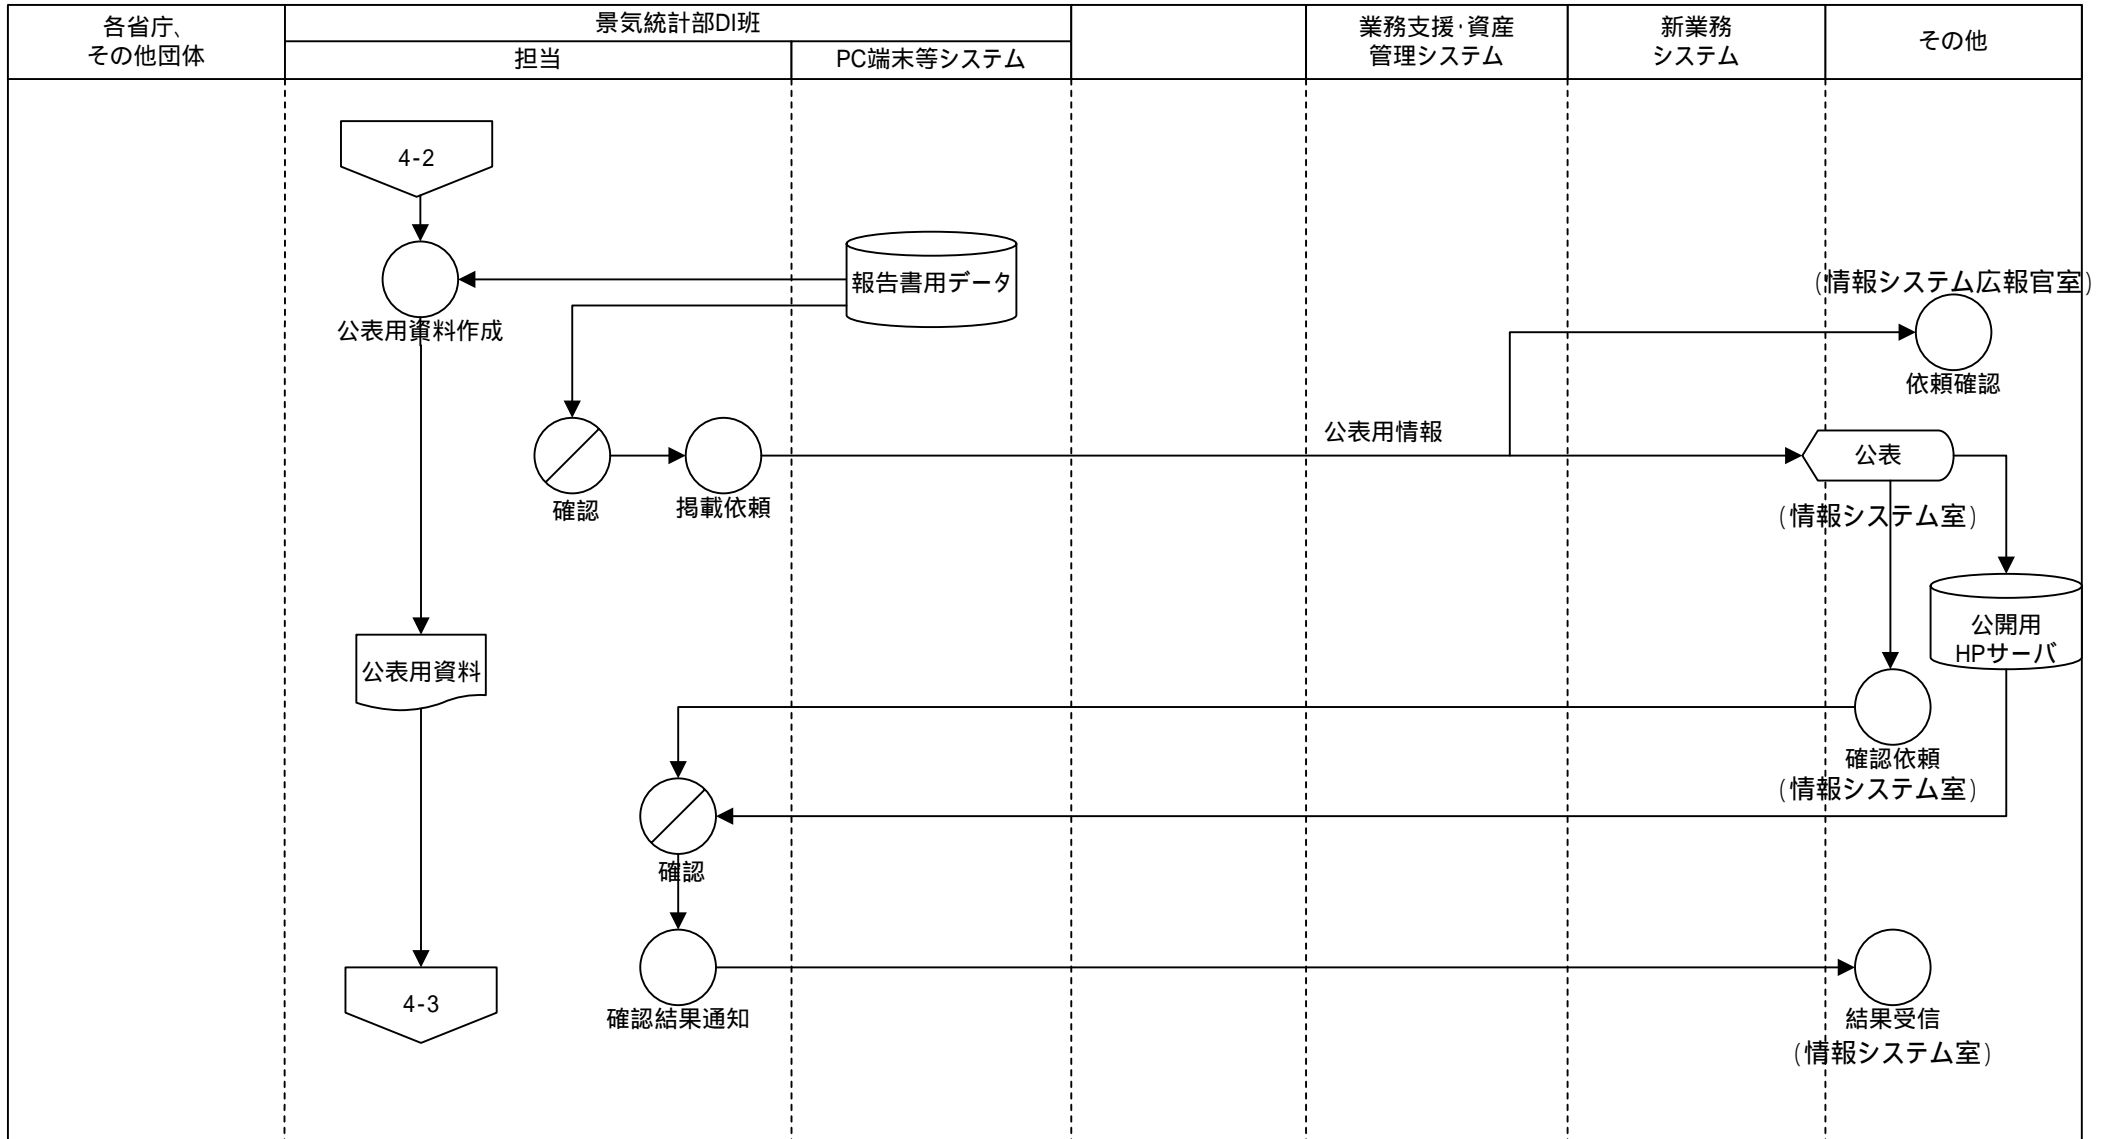 各省庁、
その他団体
景気統計部DI班
担当
PC端末等システム
業務支援・資産
管理システム
新業務
システム
その他
4-2
報告書用データ
(情報システム広報官室)
公表用資料作成
依頼確認
公表用情報
公表
確認
掲載依頼
(情報システム室)
公開用
HPサーバ
公表用資料
確認依頼
(情報システム室)
確認
4-3
確認結果通知
結果受信
(情報システム室)